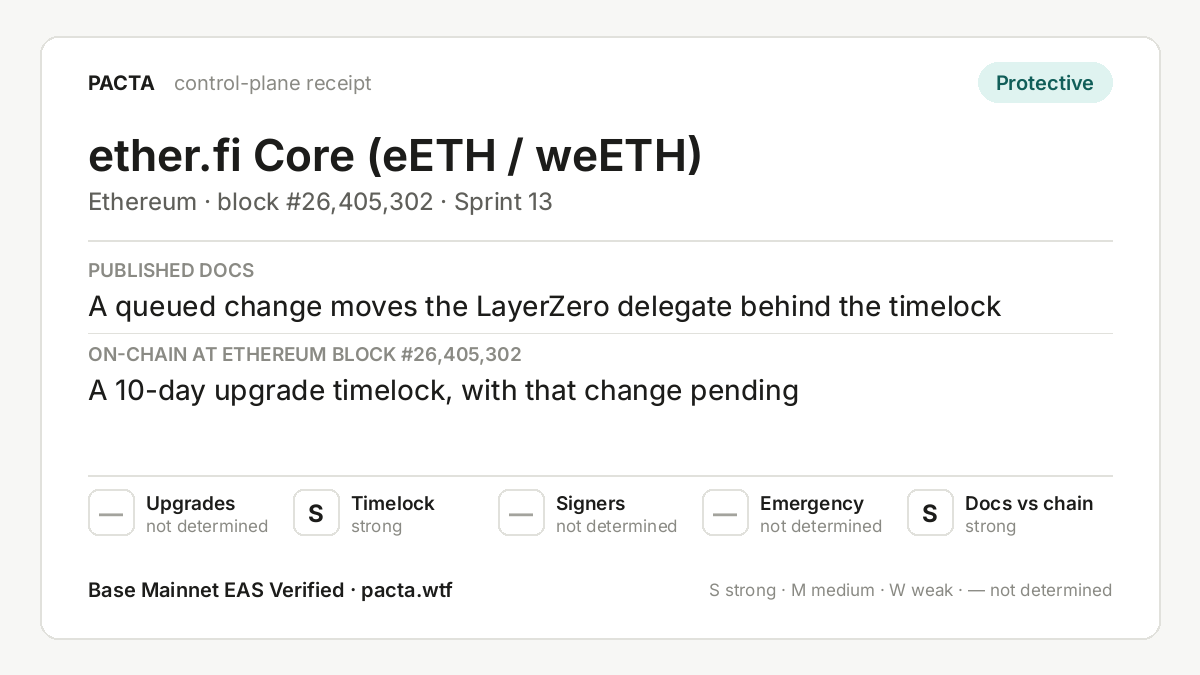 PACTA control-plane receipt
Protective
ether.fi Core (eETH / weETH)
Ethereum · block #26,405,302 · Sprint 13
PUBLISHED DOCS
A queued change moves the LayerZero delegate behind the timelock
ON-CHAIN AT ETHEREUM BLOCK #26,405,302
A 10-day upgrade timelock, with that change pending
— Upgrades
not determined
S Timelock
strong
— Signers
not determined
— Emergency
not determined
S Docs vs chain
strong
Base Mainnet EAS Verified · pacta.wtf
S strong · M medium · W weak · — not determined